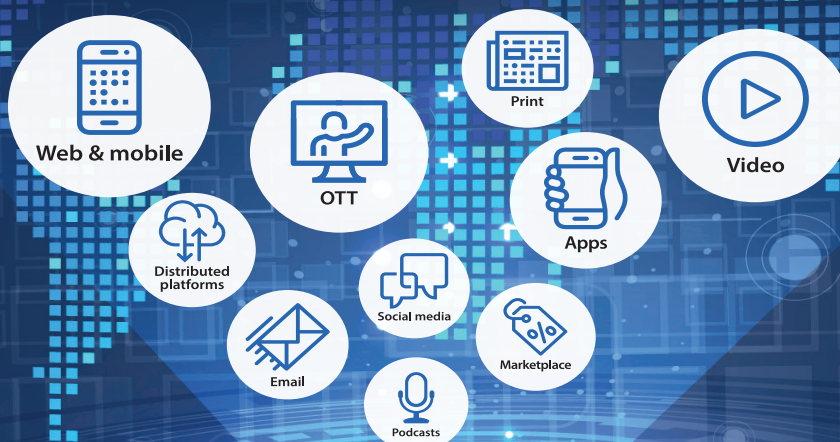 Web & mobile
OTT
Print
Video
Apps
Distributed
platforms
Social media
Email
Marketplace
Podcasts